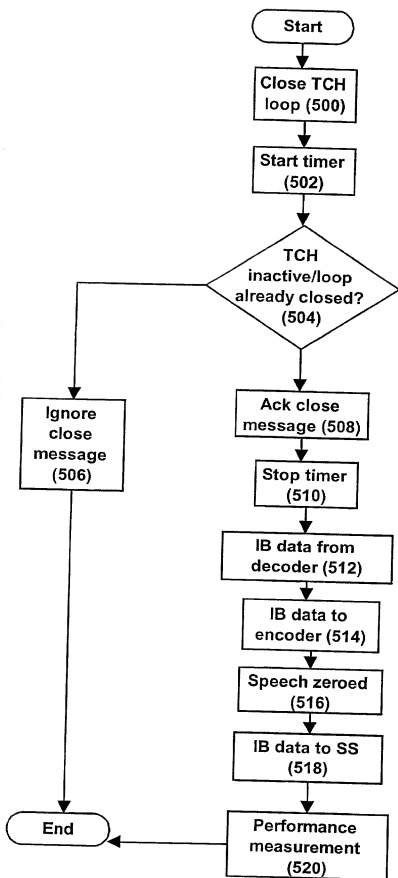 Start
Close TCH
loop (500)
Start timer
(502)
TCH
inactive/loop
already closed?
(504)
Ignore
close
message
(506)
Ack close
message (508)
Stop timer
(510)
IB data from
decoder (512)
IB data to
encoder (514)
Speech zeroed
(516)
IB data to SS
(518)
Performance
measurement
(520)
End